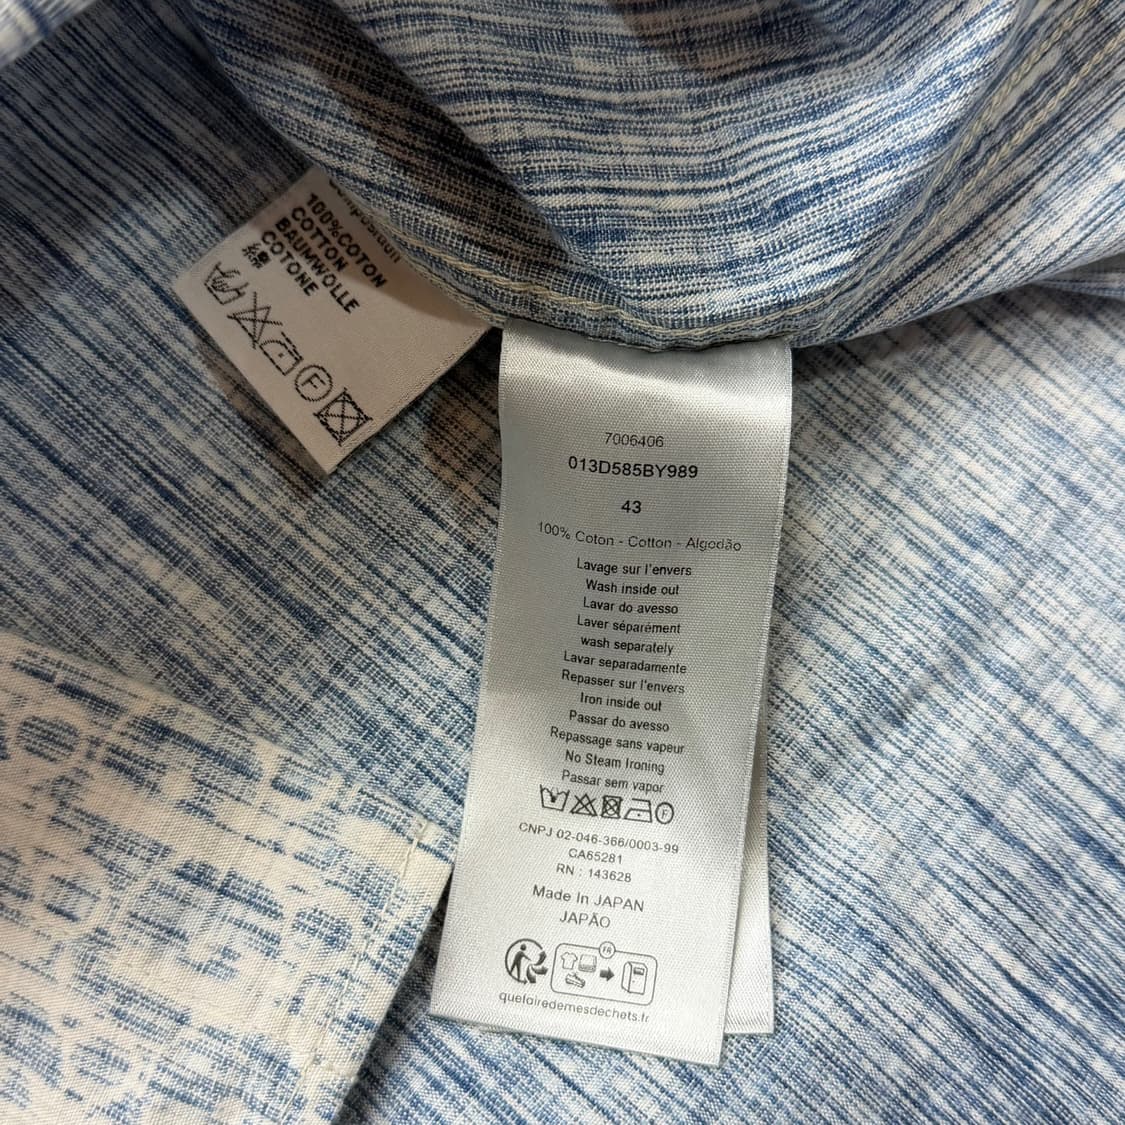 100%COTON
COTTON
BAUMWOLLE
綿
COTONE
F
7006406
013D585BY989
43
100% Coton - Cotton - Algodão
Lavage sur l'envers
Wash inside out
Lavar do avesso
Laver séparément
wash separately
Lavar separadamente
Repasser sur l'envers
Iron inside out
Passar do avesso
Repassage sans vapeur
No Steam Ironing
Passar sem vapor
F
CNPJ 02-046-366/0003-99
CA65281
RN : 143628
Made In JAPAN
JAPÃO
FR
quefairedemesdechets.fr